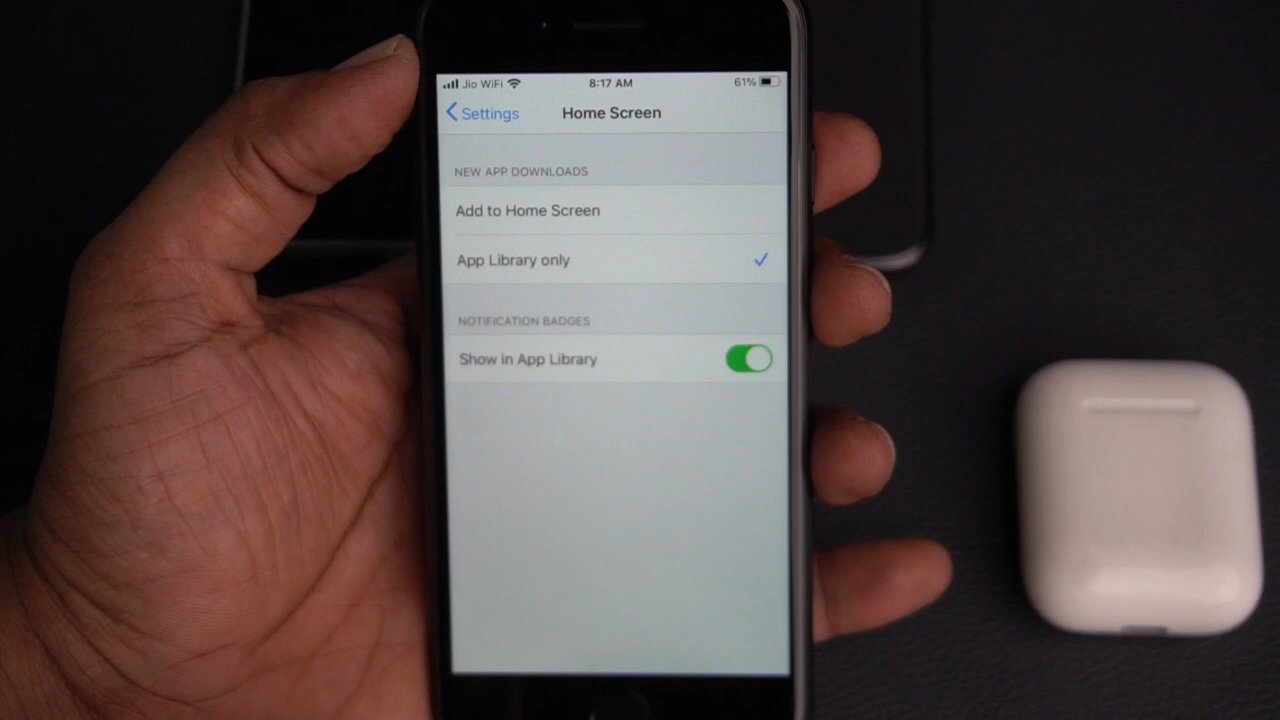 Jio WiFi 8:17 AM 61%
Settings Home Screen
NEW APP DOWNLOADS
Add to Home Screen
App Library only
NOTIFICATION BADGES
Show in App Library